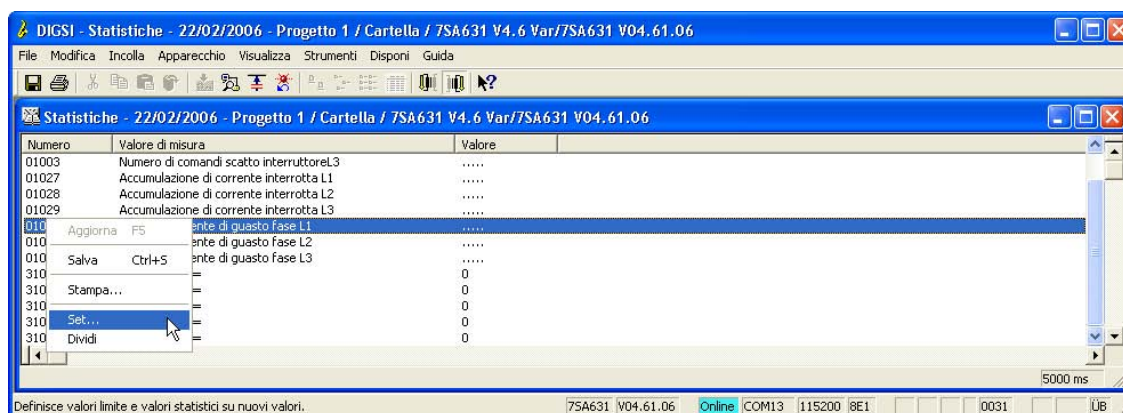 DIGSI - Statistiche - 22/02/2006 - Progetto 1 / Cartella / 7SA631 V4.6 Var/7SA631 V04.61.06
File Modifica Incolla Apparecchio Visualizza Strumenti Disponi Guida
Statistiche - 22/02/2006 - Progetto 1 / Cartella / 7SA631 V4.6 Var/7SA631 V04.61.06
Numero Valore di misura Valore
01003 Numero di comandi scatto interruttoreL3 .....
01027 Accumulazione di corrente interrotta L1 .....
01028 Accumulazione di corrente interrotta L2 .....
01029 Accumulazione di corrente interrotta L3 .....
010 ente di guasto fase L1 .....
010 ente di guasto fase L2 .....
010 ente di guasto fase L3 .....
310 = 0
310 = 0
310 = 0
310 = 0
310 = 0
Aggiorna F5
Salva Ctrl+S
Stampa...
Set...
Dividi
5000 ms
Definisce valori limite e valori statistici su nuovi valori. 7SA631 V04.61.06 Online COM13 115200 8E1 0031 ÜB